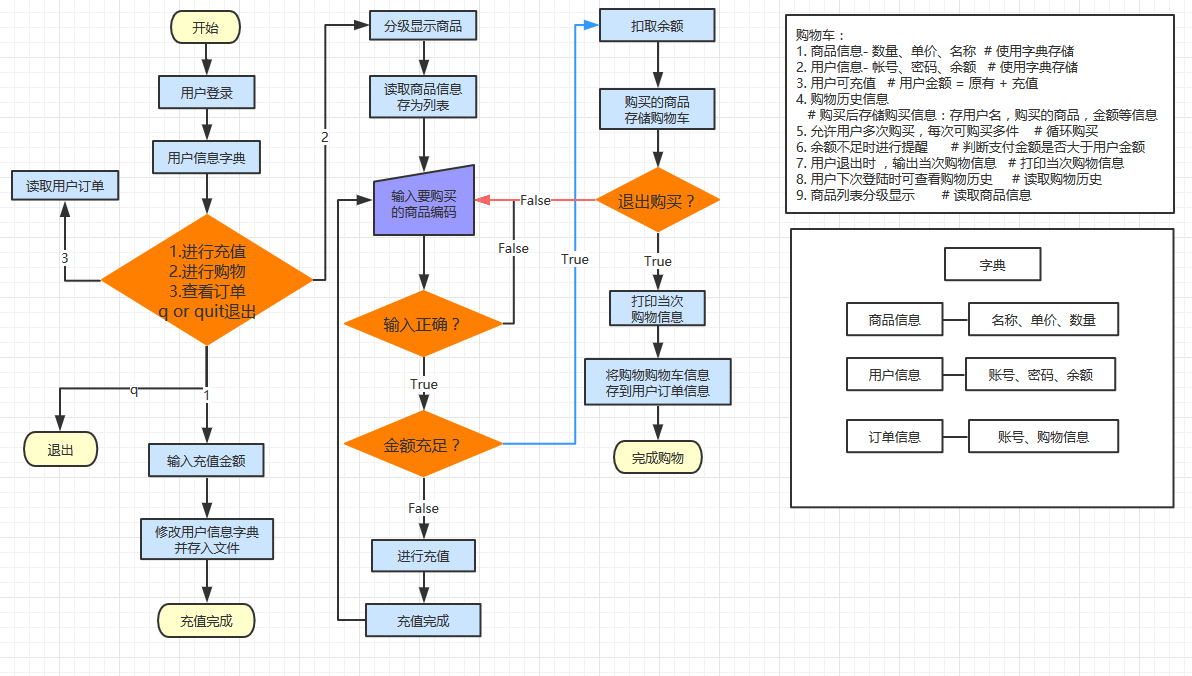 开始
用户登录
用户信息字典
读取用户订单
3
1.进行充值
2.进行购物
3.查看订单
q or quit退出
q
1
退出
输入充值金额
修改用户信息字典
并存入文件
充值完成
2
分级显示商品
读取商品信息
存为列表
输入要购买
的商品编码
False
输入正确？
True
金额充足？
False
进行充值
充值完成
True
扣取余额
购买的商品
存储购物车
False
退出购买？
True
打印当次
购物信息
将购物购物车信息
存到用户订单信息
完成购物
购物车：
1. 商品信息- 数量、单价、名称 # 使用字典存储
2. 用户信息- 帐号、密码、余额 # 使用字典存储
3. 用户可充值 # 用户金额 = 原有 + 充值
4. 购物历史信息
# 购买后存储购买信息：存用户名，购买的商品，金额等信息
5. 允许用户多次购买，每次可购买多件 # 循环购买
6. 余额不足时进行提醒 # 判断支付金额是否大于用户金额
7. 用户退出时 ，输出当次购物信息 # 打印当次购物信息
8. 用户下次登陆时可查看购物历史 # 读取购物历史
9. 商品列表分级显示 # 读取商品信息
字典
商品信息
名称、单价、数量
用户信息
账号、密码、余额
订单信息
账号、购物信息